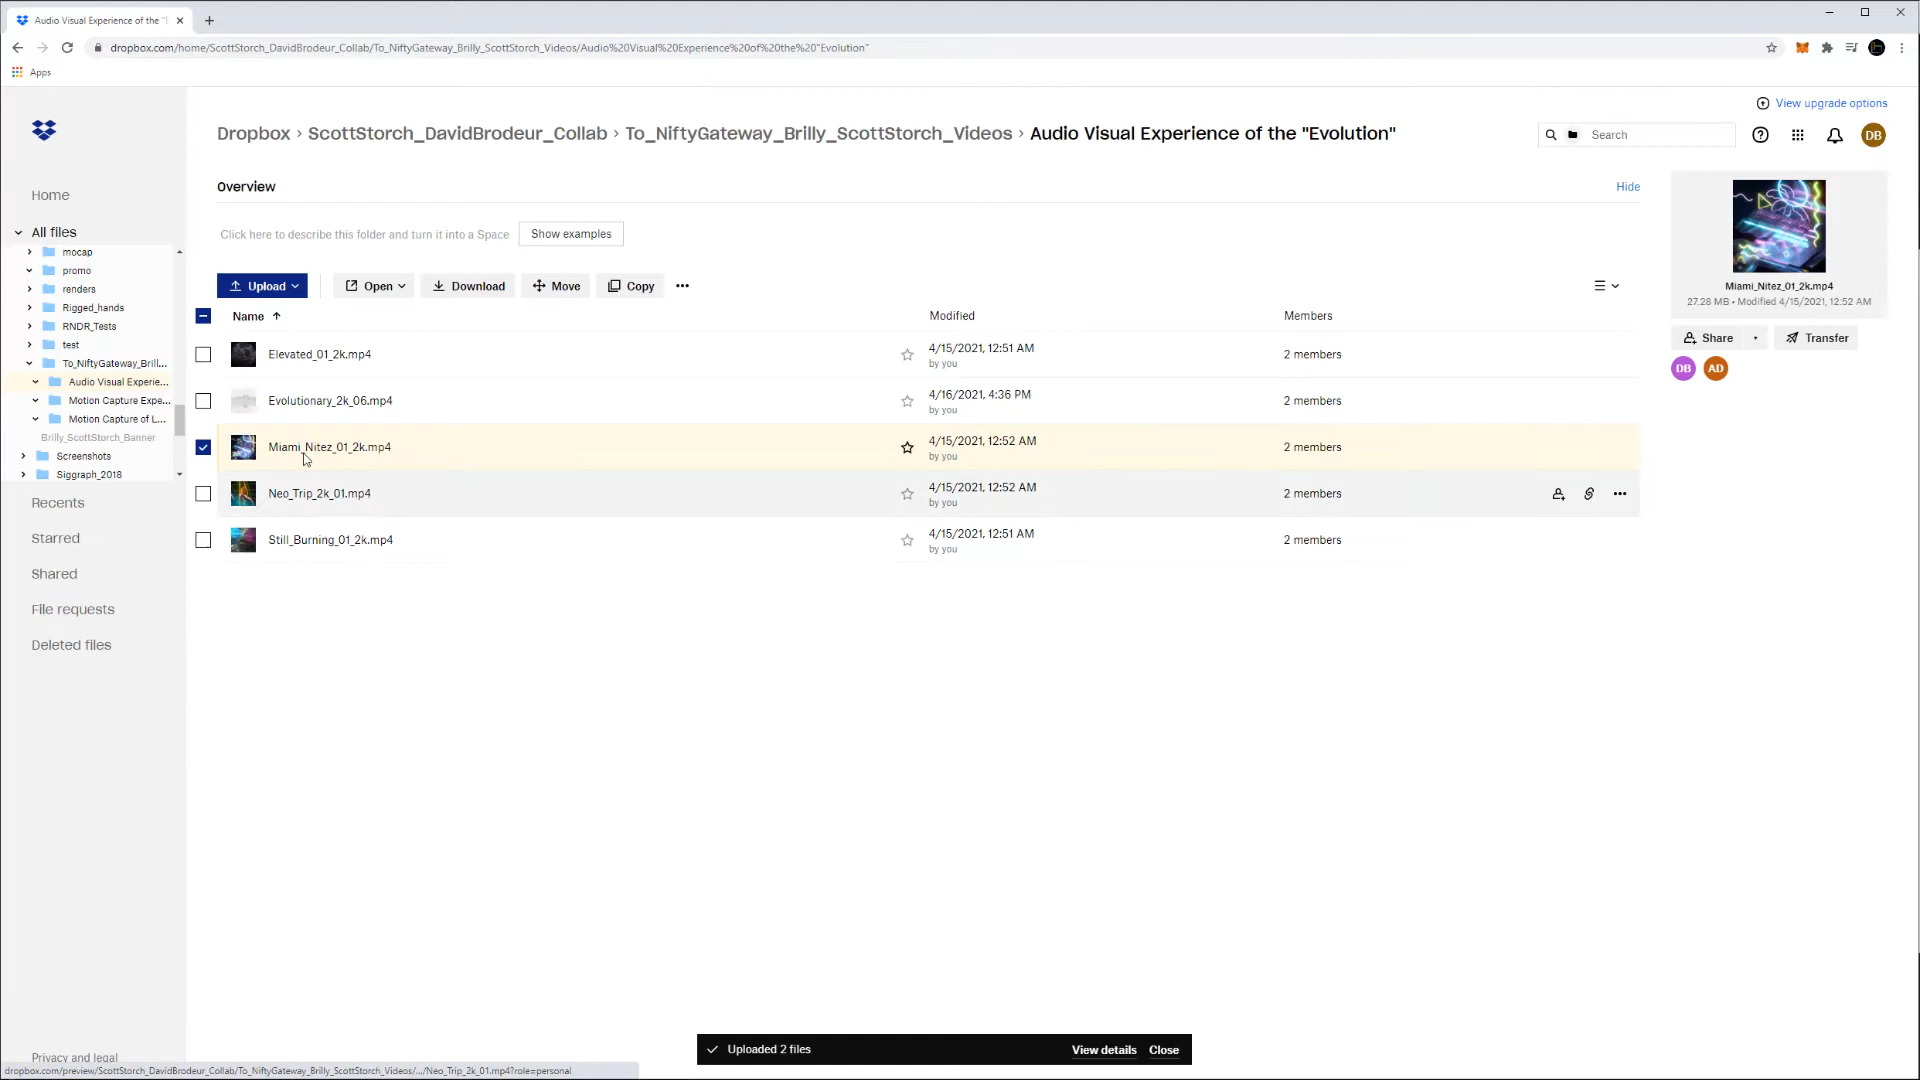 Audio Visual Experience of the "
dropbox.com/home/ScottStorch_DavidBrodeur_Collab/To_NiftyGateway_Brilly_ScottStorch_Videos/Audio%20Visual%20Experience%20of%20the%20"Evolution"
Apps
View upgrade options
Dropbox › ScottStorch_DavidBrodeur_Collab › To_NiftyGateway_Brilly_ScottStorch_Videos › Audio Visual Experience of the "Evolution"
Search
DB
Home
Overview
Hide
All files
mocap
promo
renders
Rigged_hands
RNDR_Tests
test
To_NiftyGateway_Brill...
Audio Visual Experie...
Motion Capture Expe...
Motion Capture of L...
Brilly_ScottStorch_Banner
Screenshots
Siggraph_2018
Recents
Starred
Shared
File requests
Deleted files
Privacy and legal
Click here to describe this folder and turn it into a Space
Show examples
Upload
Open
Download
Move
Copy
Name
Modified
Members
Elevated_01_2k.mp4
4/15/2021, 12:51 AM
by you
2 members
Evolutionary_2k_06.mp4
4/16/2021, 4:36 PM
by you
2 members
Miami_Nitez_01_2k.mp4
4/15/2021, 12:52 AM
by you
2 members
Neo_Trip_2k_01.mp4
4/15/2021, 12:52 AM
by you
2 members
Still_Burning_01_2k.mp4
4/15/2021, 12:51 AM
by you
2 members
Miami_Nitez_01_2k.mp4
27.28 MB • Modified 4/15/2021, 12:52 AM
Share
Transfer
DB
AD
Uploaded 2 files
View details
Close
dropbox.com/preview/ScottStorch_DavidBrodeur_Collab/To_NiftyGateway_Brilly_ScottStorch_Videos/.../Neo_Trip_2k_01.mp4?role=personal